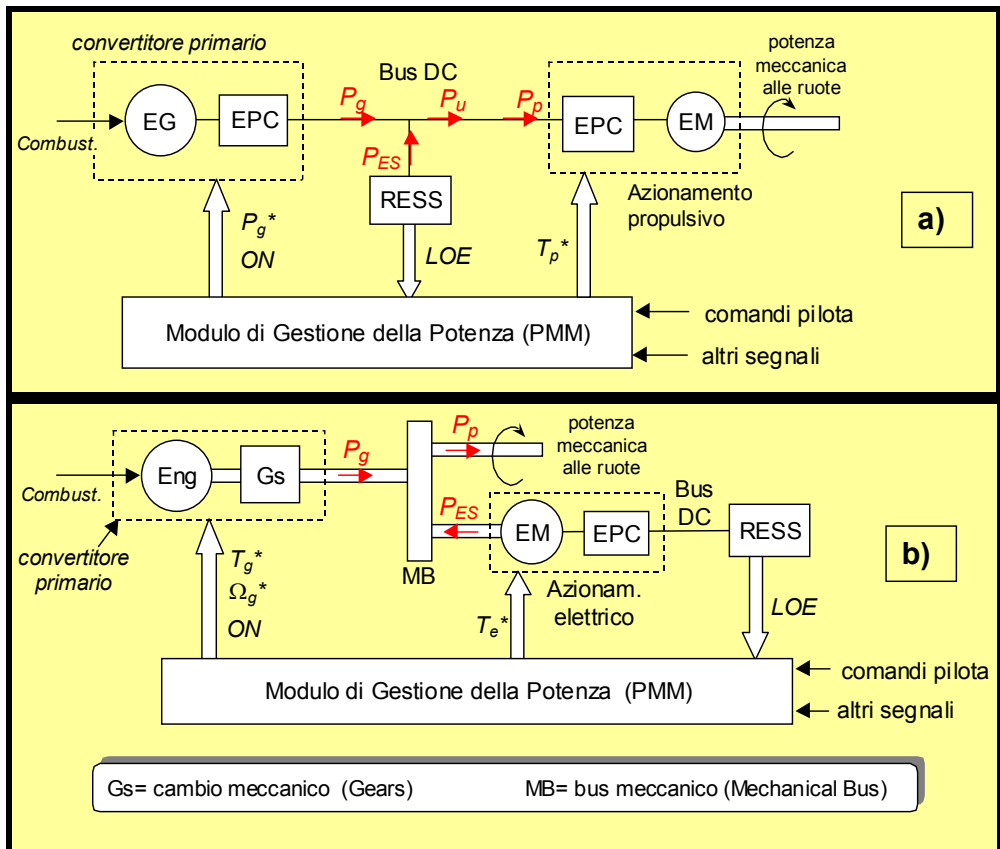 convertitore primario
EG
EPC
Combust.
Bus DC
Pg
Pu
Pp
PES
RESS
EPC
EM
potenza
meccanica
alle ruote
Azionamento
propulsivo
a)
Pg*
ON
LOE
Tp*
Modulo di Gestione della Potenza (PMM)
comandi pilota
altri segnali
Eng
Gs
Combust.
convertitore
primario
Pg
Pp
potenza
meccanica
alle ruote
PES
MB
EM
EPC
Bus
DC
RESS
Azionam.
elettrico
b)
Tg*
Ωg*
ON
Te*
LOE
Modulo di Gestione della Potenza (PMM)
comandi pilota
altri segnali
Gs= cambio meccanico (Gears)
MB= bus meccanico (Mechanical Bus)